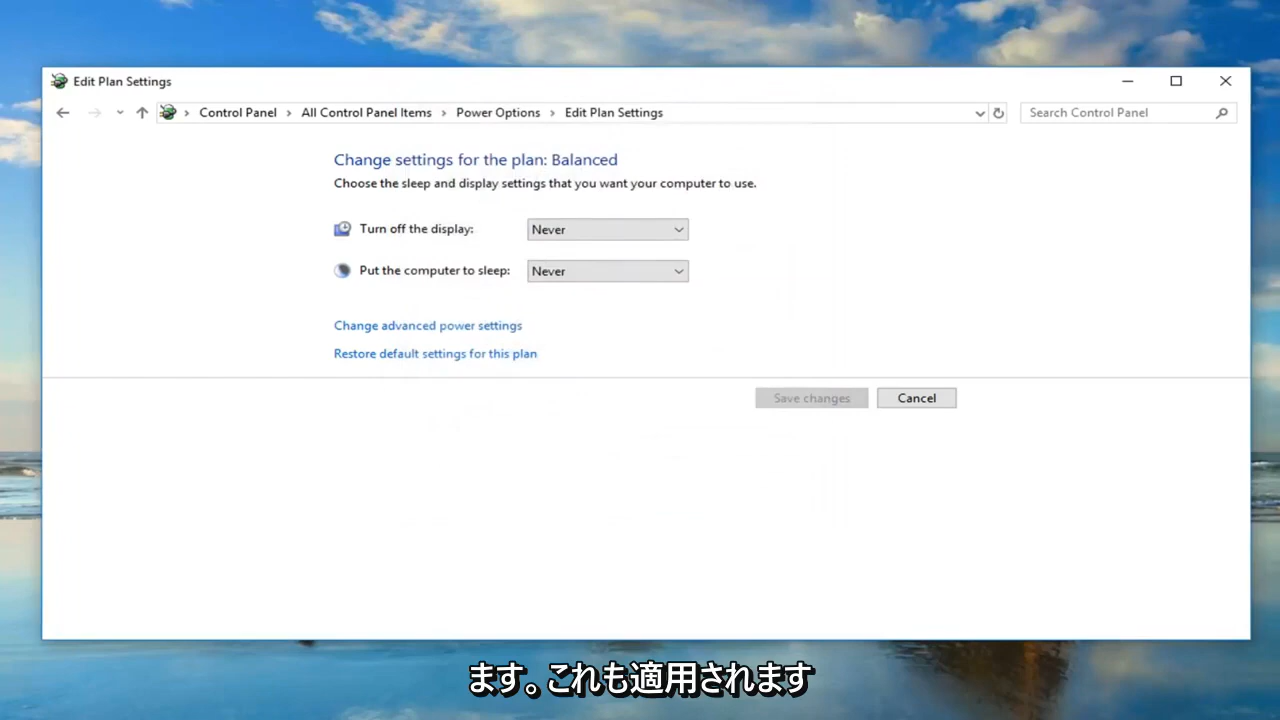 Edit Plan Settings
Control Panel > All Control Panel Items > Power Options > Edit Plan Settings
Search Control Panel
Change settings for the plan: Balanced
Choose the sleep and display settings that you want your computer to use.
Turn off the display: Never
Put the computer to sleep: Never
Change advanced power settings
Restore default settings for this plan
Save changes Cancel
ます。これも適用されます